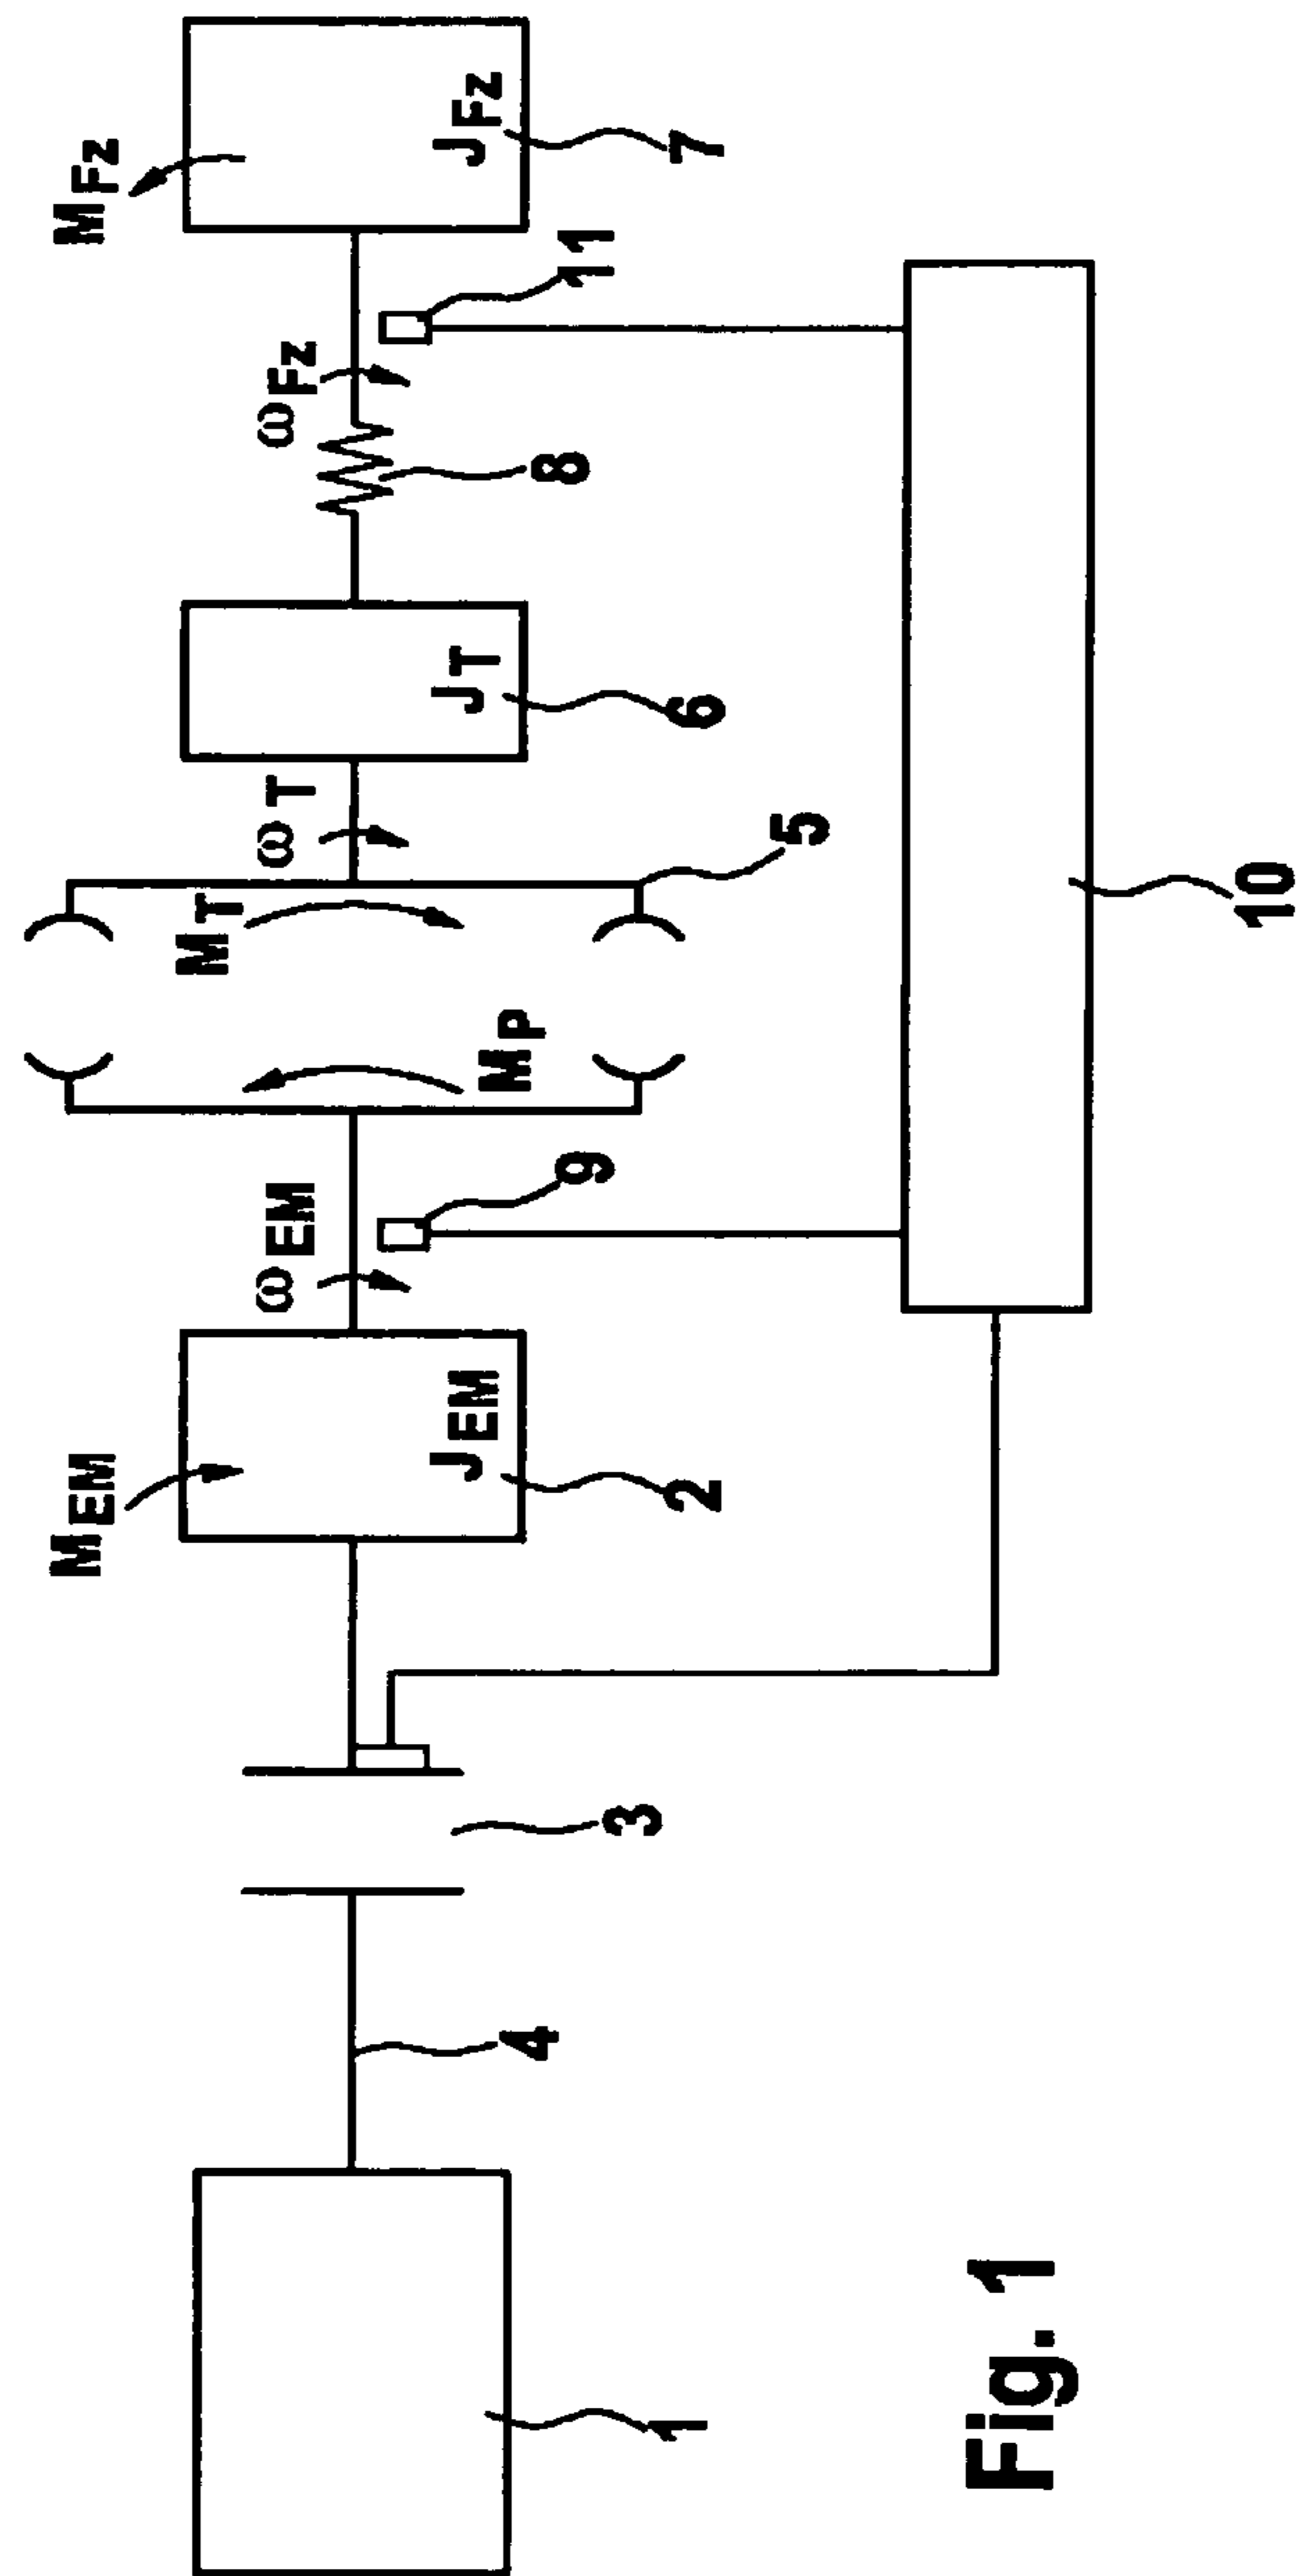 M_EM
M_Fz
ω_EM
M_T
ω_T
ω_Fz
M_P
J_EM
J_T
J_Fz
1
4
3
2
9
5
6
8
11
7
10
Fig. 1